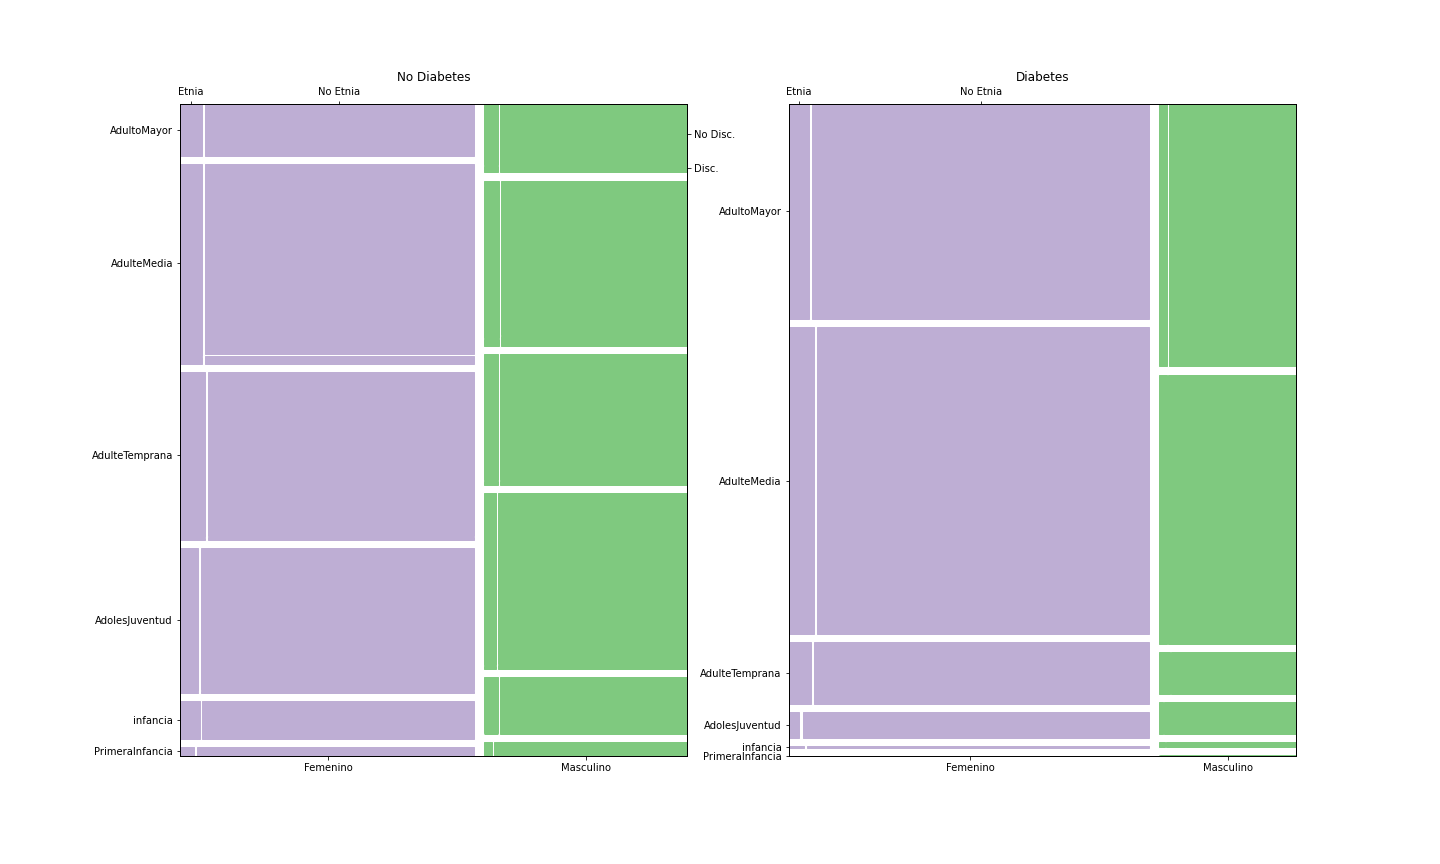 No Diabetes
Etnia
No Etnia
AdultoMayor
AdulteMedia
AdulteTemprana
AdolesJuventud
infancia
PrimeraInfancia
No Disc.
Disc.
Femenino
Masculino
Diabetes
Etnia
No Etnia
AdultoMayor
AdulteMedia
AdulteTemprana
AdolesJuventud
infancia
PrimeraInfancia
Femenino
Masculino